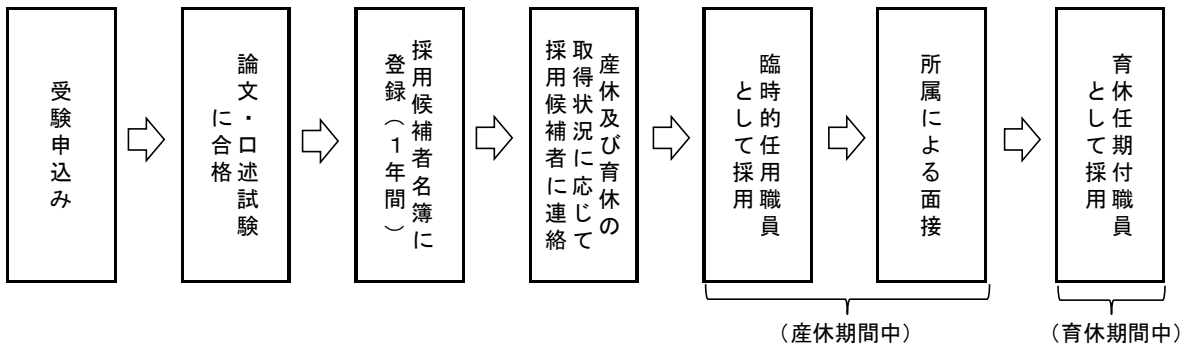 受験申込み
論文・口述試験
に合格
採用候補者名簿に
登録（１年間）
産休及び育休の
取得状況に応じて
採用候補者に連絡
臨時的任用職員
として採用
所属による面接
育休任期付職員
として採用
（産休期間中）
（育休期間中）